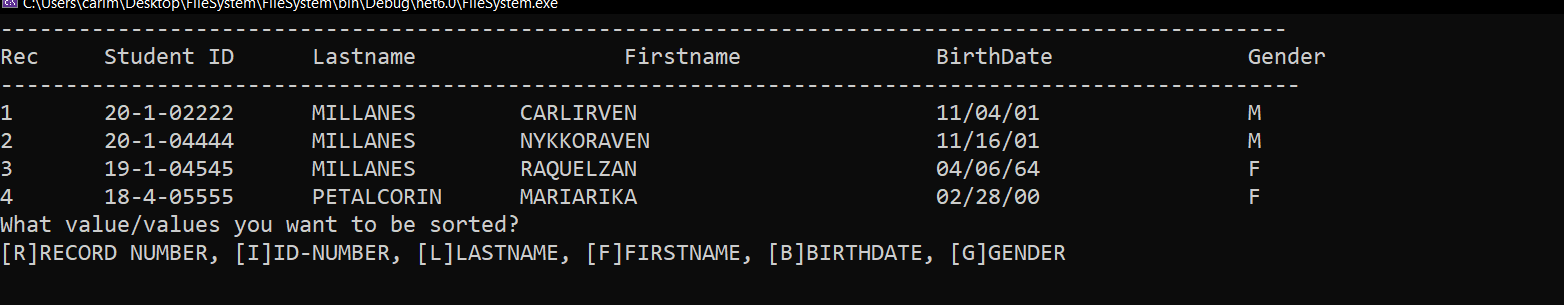 C:\Users\carlm\Desktop\FileSystem\FileSystem\bin\Debug\net6.0\FileSystem.exe
---------------------------------------------------------------------------------------------------
Rec Student ID Lastname Firstname BirthDate Gender
----------------------------------------------------------------------------------------------------
1 20-1-02222 MILLANES CARLIRVEN 11/04/01 M
2 20-1-04444 MILLANES NYKKORAVEN 11/16/01 M
3 19-1-04545 MILLANES RAQUELZAN 04/06/64 F
4 18-4-05555 PETALCORIN MARIARIKA 02/28/00 F
What value/values you want to be sorted?
[R]RECORD NUMBER, [I]ID-NUMBER, [L]LASTNAME, [F]FIRSTNAME, [B]BIRTHDATE, [G]GENDER